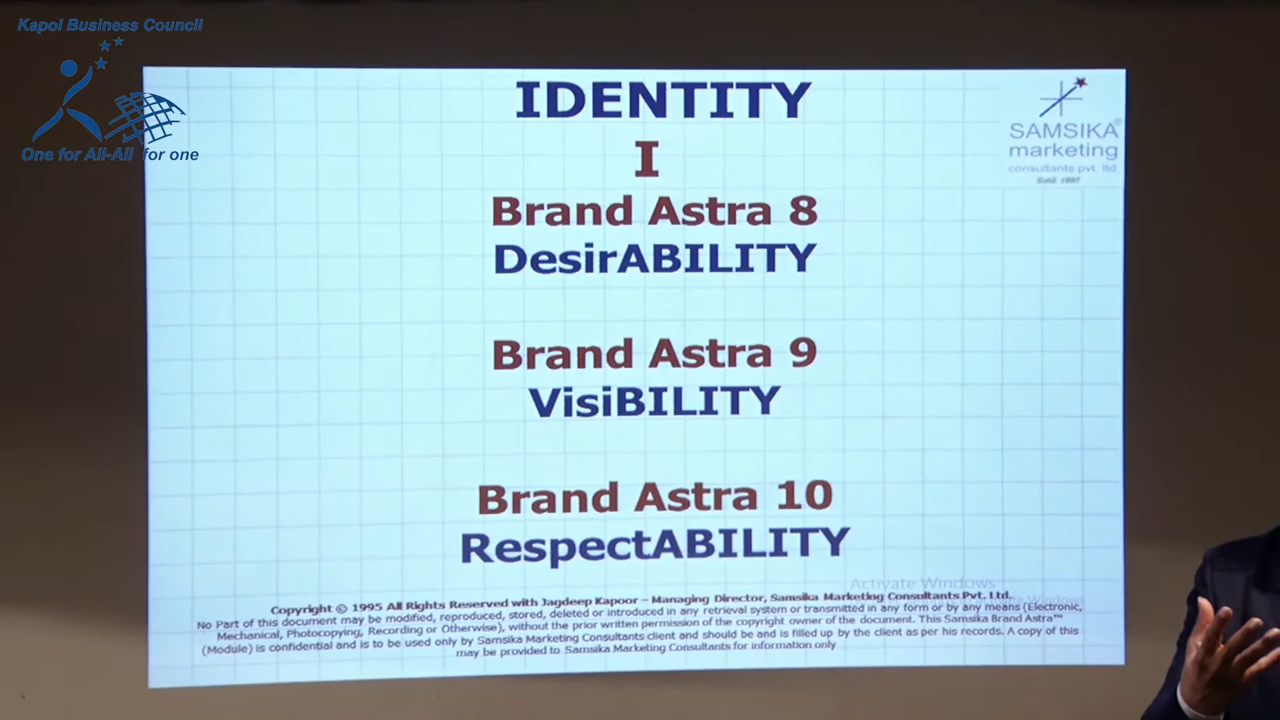 Kapol Business Council
One for All-All for one
IDENTITY
I
Brand Astra 8
DesirABILITY
Brand Astra 9
VisiBILITY
Brand Astra 10
RespectABILITY
SAMSIKA®
marketing
consultants pvt. ltd.
Estd. 1997
Activate Windows
Copyright © 1995 All Rights Reserved with Jagdeep Kapoor – Managing Director, Samsika Marketing Consultants Pvt. Ltd.
No Part of this document may be modified, reproduced, stored, deleted or introduced in any retrieval system or transmitted in any form or by any means (Electronic,
Mechanical, Photocopying, Recording or Otherwise), without the prior written permission of the copyright owner of the document. This Samsika Brand Astra™
(Module) is confidential and is to be used only by Samsika Marketing Consultants client and should be and is filled up by the client as per his records. A copy of this
may be provided to Samsika Marketing Consultants for information only